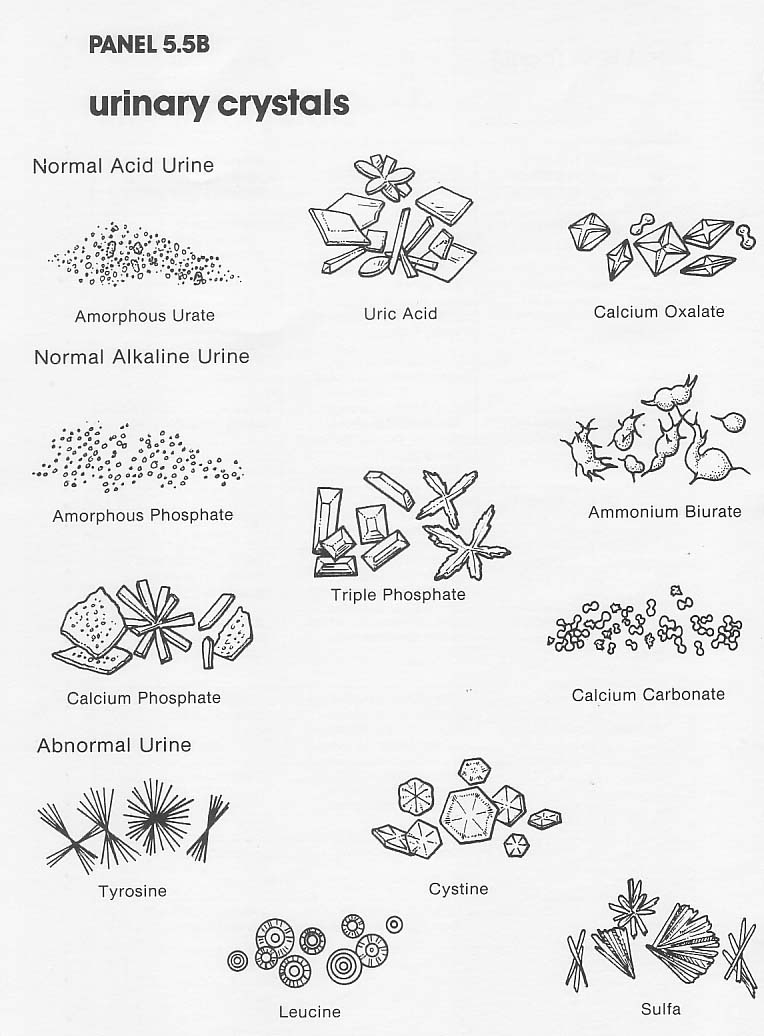 PANEL 5.5B
urinary crystals
Normal Acid Urine
Amorphous Urate
Uric Acid
Calcium Oxalate
Normal Alkaline Urine
Amorphous Phosphate
Triple Phosphate
Ammonium Biurate
Calcium Phosphate
Calcium Carbonate
Abnormal Urine
Tyrosine
Cystine
Leucine
Sulfa